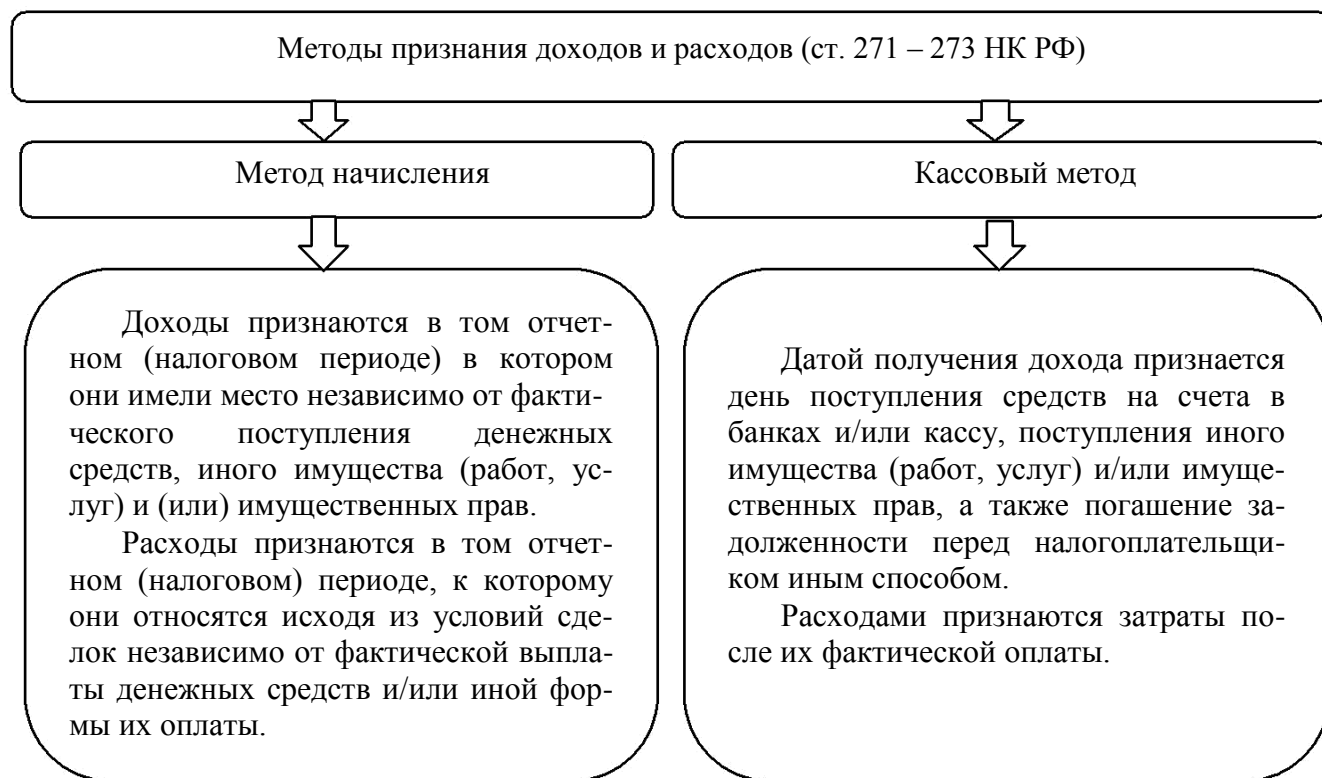 Методы признания доходов и расходов (ст. 271 – 273 НК РФ)
Метод начисления
Кассовый метод
Доходы признаются в том отчет-
ном (налоговом периоде) в котором
они имели место независимо от факти-
ческого поступления денежных
средств, иного имущества (работ, ус-
луг) и (или) имущественных прав.
Расходы признаются в том отчет-
ном (налоговом) периоде, к которому
они относятся исходя из условий сде-
лок независимо от фактической выпла-
ты денежных средств и/или иной фор-
мы их оплаты.
Датой получения дохода признается
день поступления средств на счета в
банках и/или кассу, поступления иного
имущества (работ, услуг) и/или имуще-
ственных прав, а также погашение за-
долженности перед налогоплательщи-
ком иным способом.
Расходами признаются затраты по-
сле их фактической оплаты.